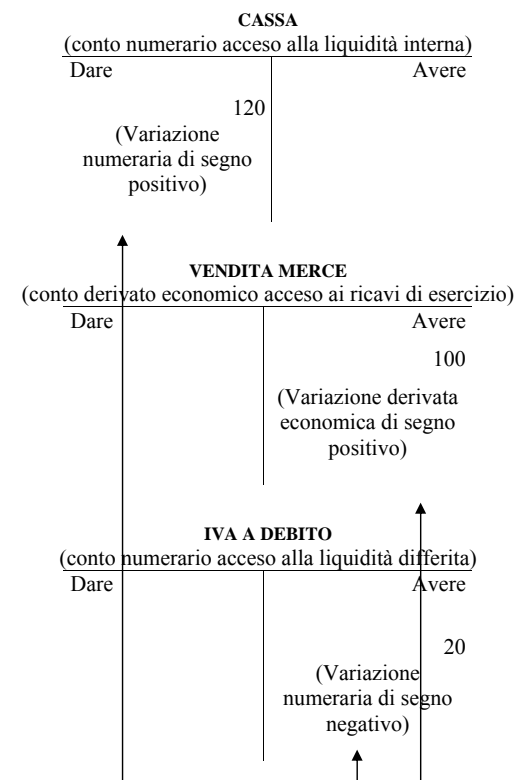 CASSA
(conto numerario acceso alla liquidità interna)
Dare Avere
120
(Variazione
numeraria di segno
positivo)
VENDITA MERCE
(conto derivato economico acceso ai ricavi di esercizio)
Dare Avere
100
(Variazione derivata
economica di segno
positivo)
IVA A DEBITO
(conto numerario acceso alla liquidità differita)
Dare Avere
20
(Variazione
numeraria di segno
negativo)